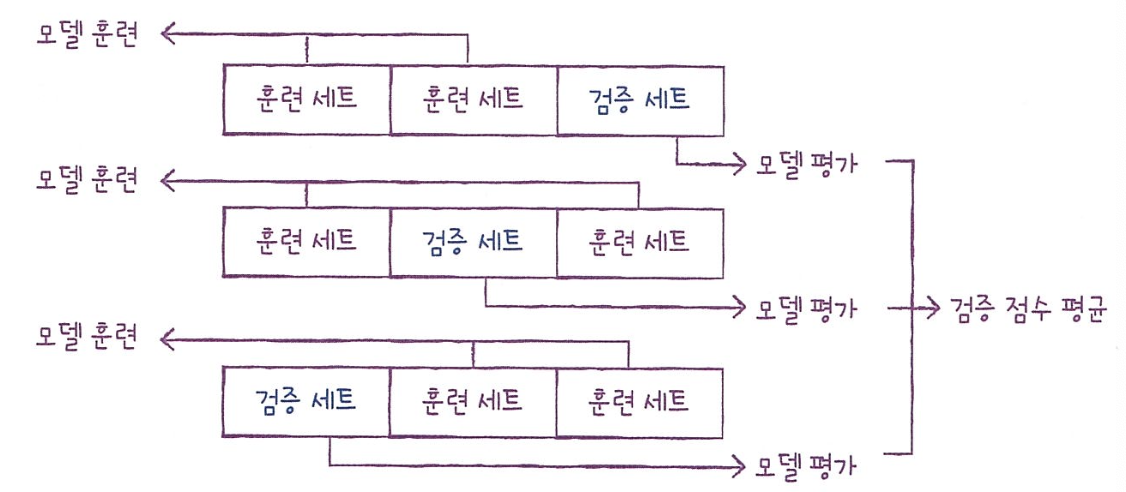 모델 훈련
훈련 세트 훈련 세트 검증 세트
모델 평가
모델 훈련
훈련 세트 검증 세트 훈련 세트
모델 평가
검증 점수 평균
모델 훈련
검증 세트 훈련 세트 훈련 세트
모델 평가